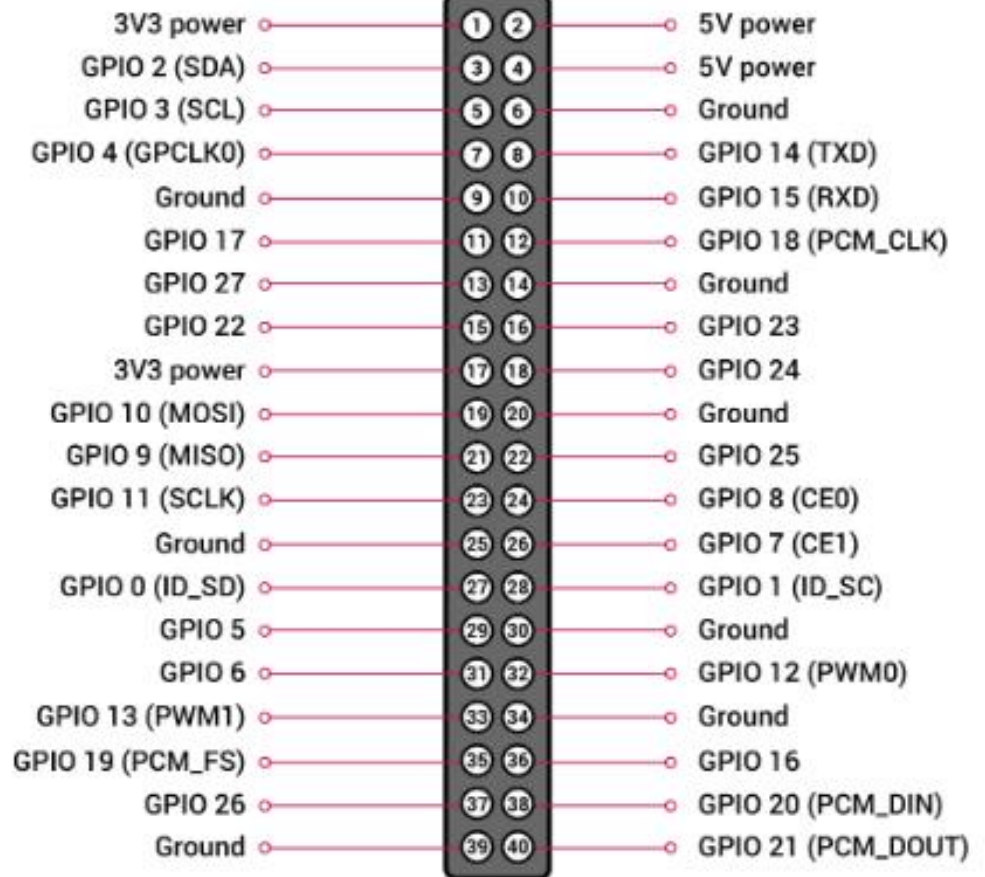 3V3 power 1 2 5V power
GPIO 2 (SDA) 3 4 5V power
GPIO 3 (SCL) 5 6 Ground
GPIO 4 (GPCLK0) 7 8 GPIO 14 (TXD)
Ground 9 10 GPIO 15 (RXD)
GPIO 17 11 12 GPIO 18 (PCM_CLK)
GPIO 27 13 14 Ground
GPIO 22 15 16 GPIO 23
3V3 power 17 18 GPIO 24
GPIO 10 (MOSI) 19 20 Ground
GPIO 9 (MISO) 21 22 GPIO 25
GPIO 11 (SCLK) 23 24 GPIO 8 (CE0)
Ground 25 26 GPIO 7 (CE1)
GPIO 0 (ID_SD) 27 28 GPIO 1 (ID_SC)
GPIO 5 29 30 Ground
GPIO 6 31 32 GPIO 12 (PWM0)
GPIO 13 (PWM1) 33 34 Ground
GPIO 19 (PCM_FS) 35 36 GPIO 16
GPIO 26 37 38 GPIO 20 (PCM_DIN)
Ground 39 40 GPIO 21 (PCM_DOUT)